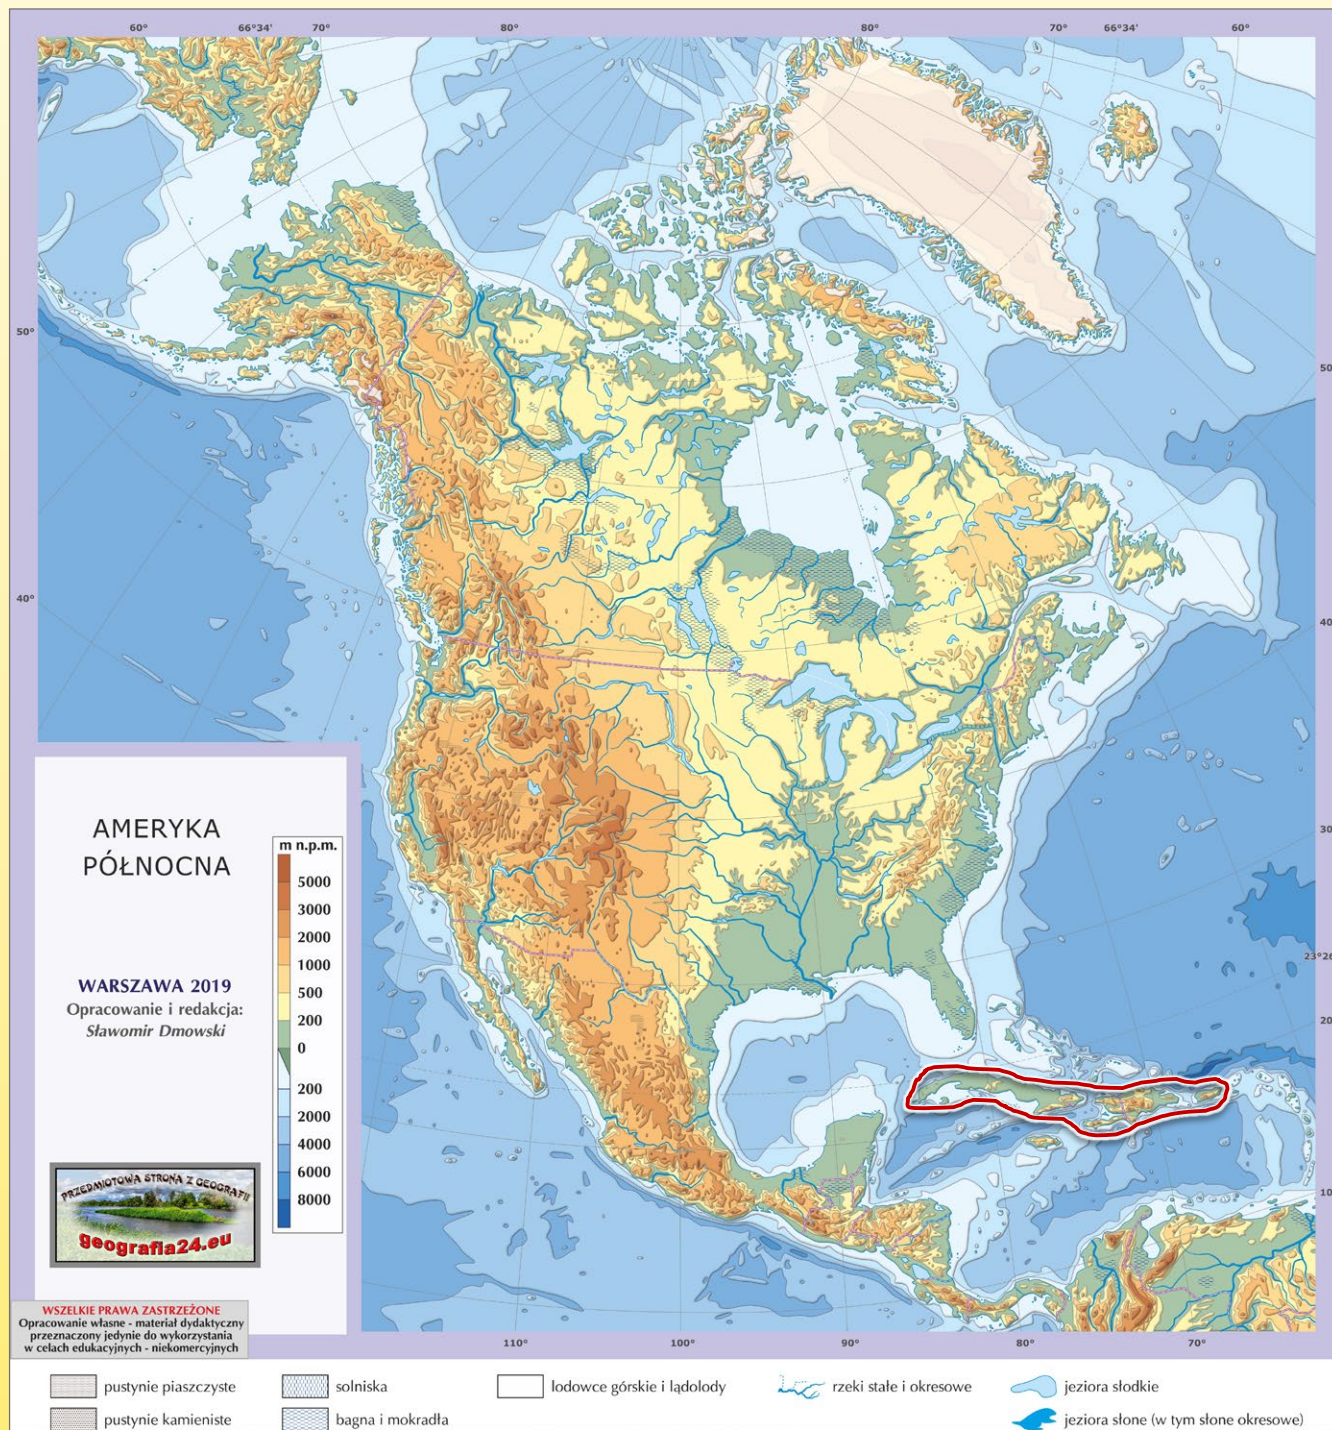 60° 66°34' 70° 80° 80° 70° 66°34' 60°
50°
50
40°
40
30
23°26
20
10
AMERYKA
PÓŁNOCNA
WARSZAWA 2019
Opracowanie i redakcja:
Sławomir Dmowski
m n.p.m.
5000
3000
2000
1000
500
200
0
200
2000
4000
6000
8000
PRZEDMIOTOWA STRONA Z GEOGRAFII
geografia24.eu
WSZELKIE PRAWA ZASTRZEŻONE
Opracowanie własne - materiał dydaktyczny
przeznaczony jedynie do wykorzystania
w celach edukacyjnych - niekomercyjnych
110° 100° 90° 80° 70°
pustynie piaszczyste solniska lodowce górskie i lądolody rzeki stałe i okresowe jeziora słodkie
pustynie kamieniste bagna i mokradła jeziora słone (w tym słone okresowe)